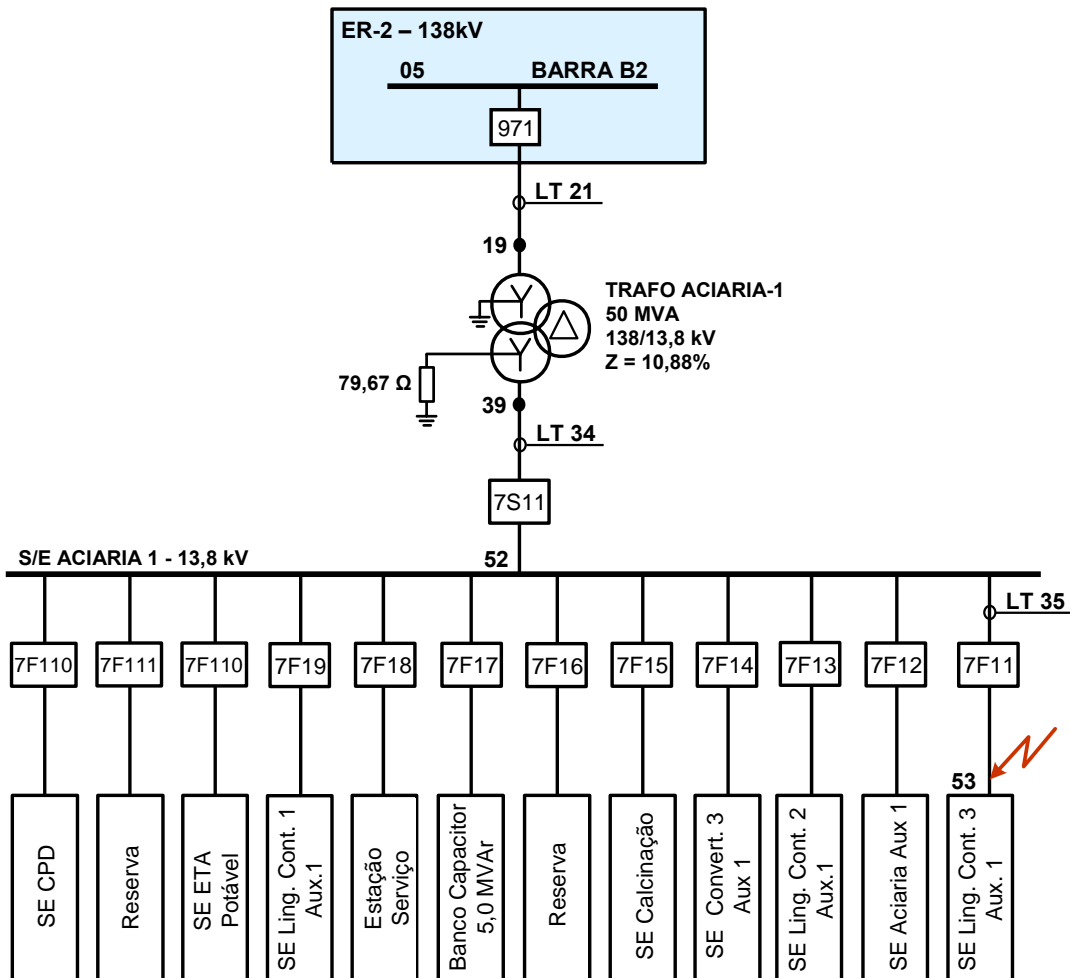 ER-2 – 138kV
05
BARRA B2
971
LT 21
19
TRAFO ACIARIA-1
50 MVA
138/13,8 kV
Z = 10,88%
79,67 Ω
39
LT 34
7S11
S/E ACIARIA 1 - 13,8 kV
52
LT 35
7F110
7F111
7F110
7F19
7F18
7F17
7F16
7F15
7F14
7F13
7F12
7F11
53
SE CPD
Reserva
SE ETA
Potável
SE Ling. Cont. 1
Aux.1
Estação
Serviço
Banco Capacitor
5,0 MVAr
Reserva
SE Calcinação
SE Convert. 3
Aux 1
SE Ling. Cont. 2
Aux.1
SE Aciaria Aux 1
SE Ling. Cont. 3
Aux. 1